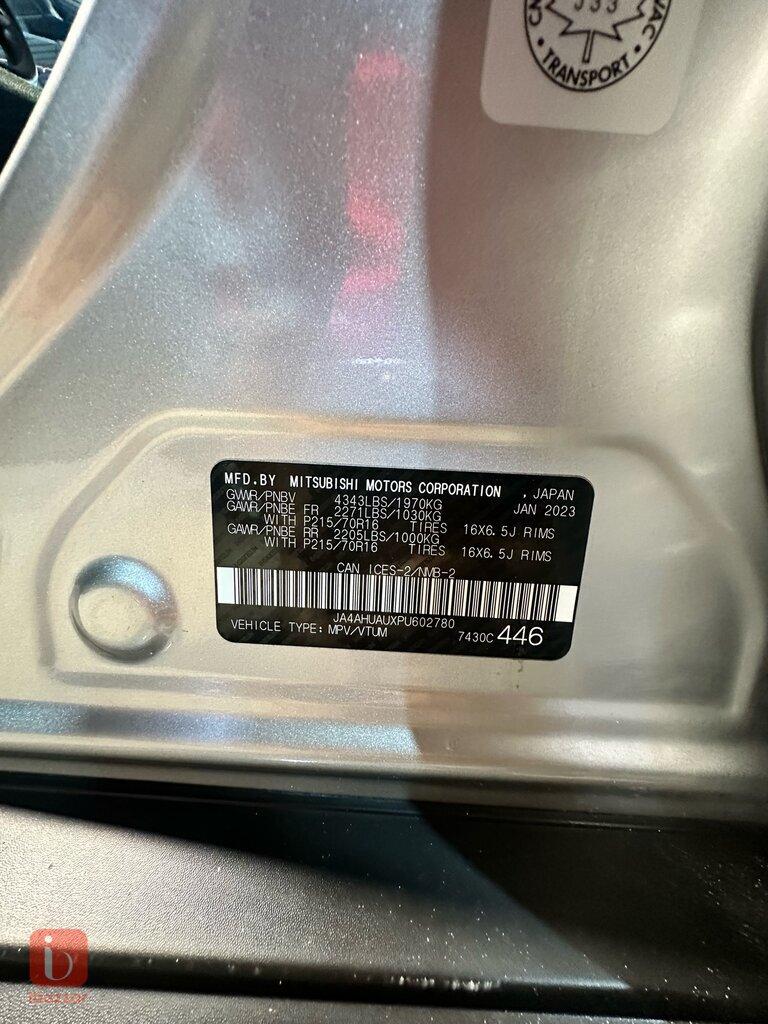 TRANSPORT
MFD.BY MITSUBISHI MOTORS CORPORATION , JAPAN
GVWR/PNBV 4343LBS/1970KG JAN 2023
GAWR/PNBE FR 2271LBS/1030KG
WITH P215/70R16 TIRES 16X6.5J RIMS
GAWR/PNBE RR 2205LBS/1000KG
WITH P215/70R16 TIRES 16X6.5J RIMS
CAN ICES-2/NMB-2
JA4AHUAUXPU602780
VEHICLE TYPE: MPV/VTUM 7430C 446